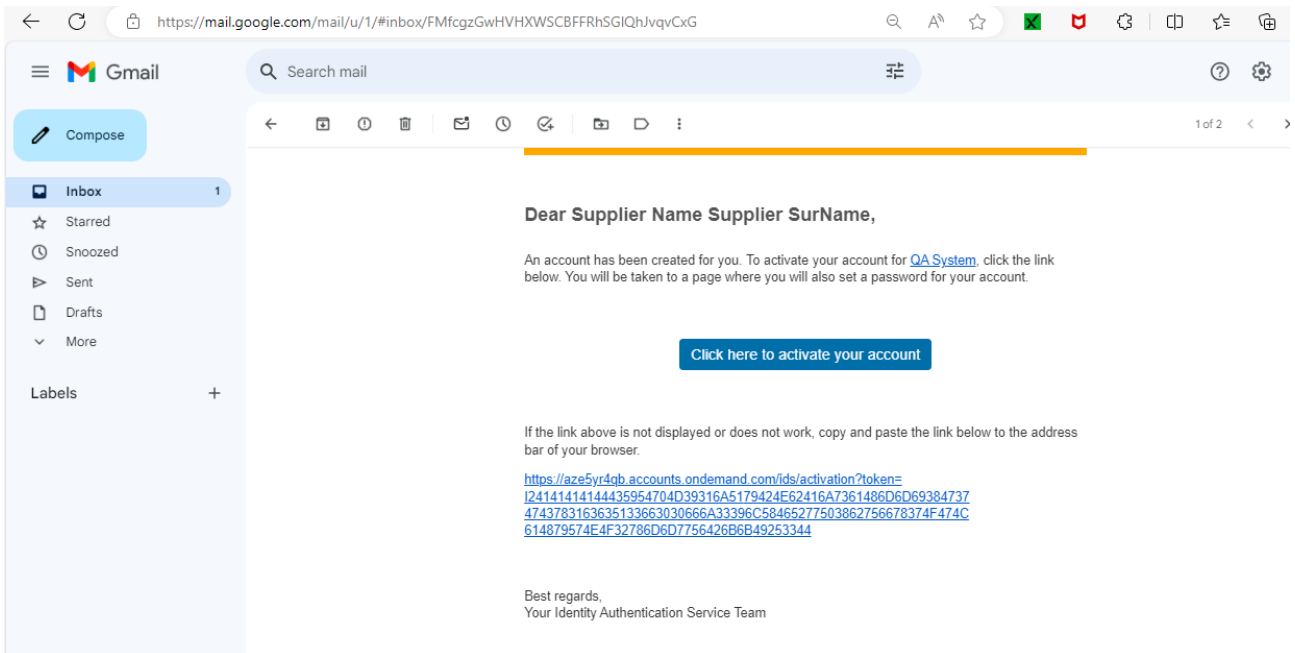 https://mail.google.com/mail/u/1/#inbox/FMfcgzGwHVHXWSCBFFRhSGlQhJvqvCxG
Gmail
Search mail
Compose
1 of 2
Inbox 1
Starred
Snoozed
Sent
Drafts
More
Labels
Dear Supplier Name Supplier SurName,
An account has been created for you. To activate your account for QA System, click the link
below. You will be taken to a page where you will also set a password for your account.
Click here to activate your account
If the link above is not displayed or does not work, copy and paste the link below to the address
bar of your browser.
https://aze5yr4qb.accounts.ondemand.com/ids/activation?token=
I24141414144435954704D39316A5179424E62416A7361486D6D69384737
4743783163635133663030666A33396C58465277503862756678374F474C
614879574E4F32786D6D7756426B6B49253344
Best regards,
Your Identity Authentication Service Team